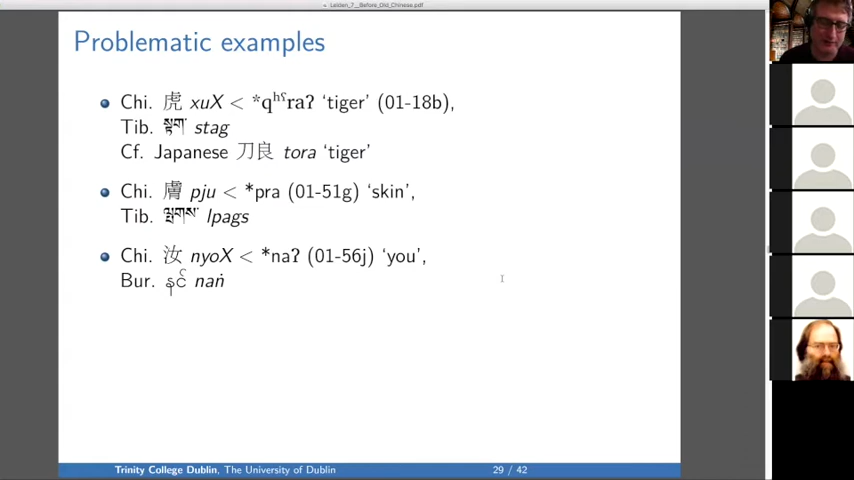 Leiden_7__Before_Old_Chinese.pdf
Problematic examples
Chi. 虎 xuX < *qʰˤraʔ ‘tiger’ (01-18b),
Tib. སྟག་ stag
Cf. Japanese 刀良 tora ‘tiger’
Chi. 膚 pju < *pra (01-51g) ‘skin’,
Tib. ལྤགས་ lpags
Chi. 汝 nyoX < *naʔ (01-56j) ‘you’,
Bur. နင် naṅ
Trinity College Dublin, The University of Dublin
29 / 42